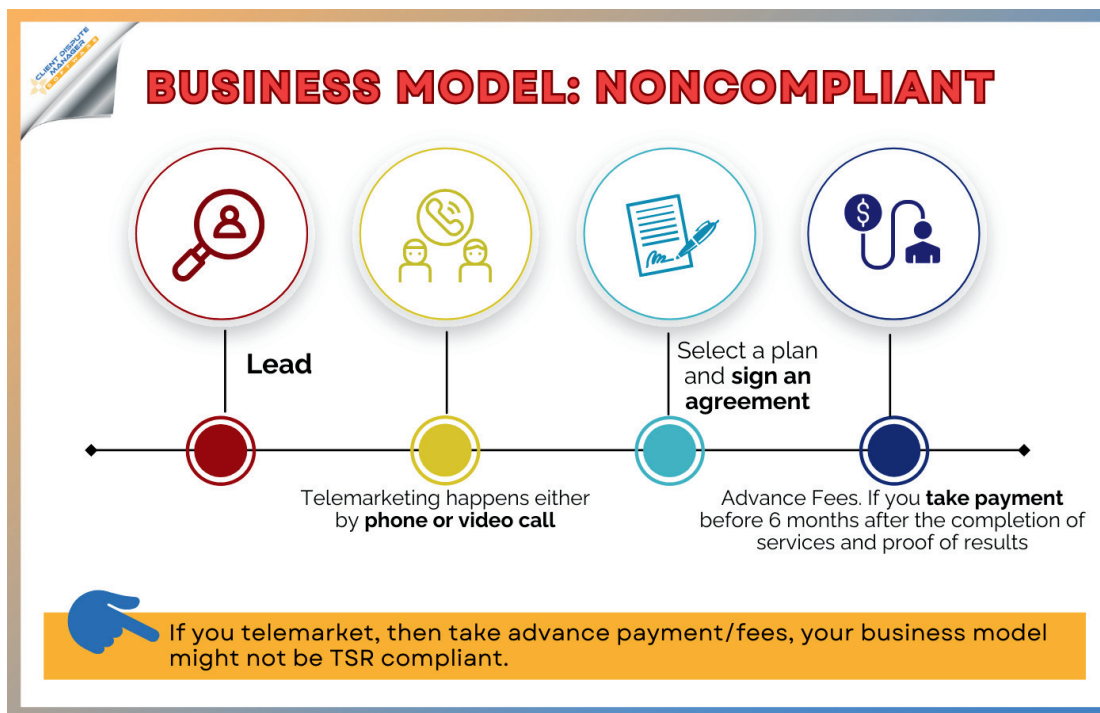 CLIENT DISPUTE
MANAGER
SOFTWARE
BUSINESS MODEL: NONCOMPLIANT
$
Lead
Telemarketing happens either
by phone or video call
Select a plan
and sign an
agreement
Advance Fees. If you take payment
before 6 months after the completion of
services and proof of results
If you telemarket, then take advance payment/fees, your business model
might not be TSR compliant.